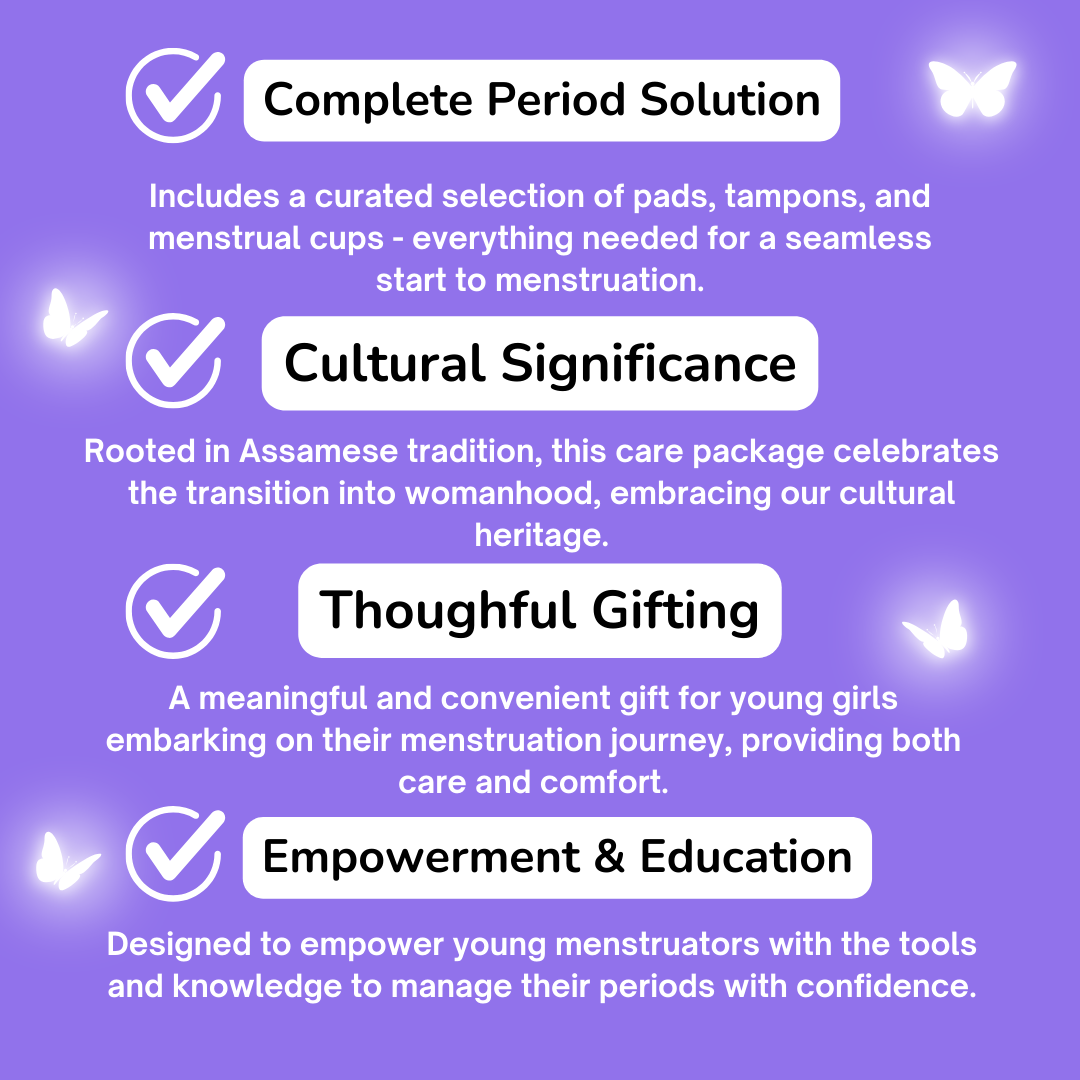 Complete Period Solution
Includes a curated selection of pads, tampons, and
menstrual cups - everything needed for a seamless
start to menstruation.
Cultural Significance
Rooted in Assamese tradition, this care package celebrates
the transition into womanhood, embracing our cultural
heritage.
Thoughful Gifting
A meaningful and convenient gift for young girls
embarking on their menstruation journey, providing both
care and comfort.
Empowerment & Education
Designed to empower young menstruators with the tools
and knowledge to manage their periods with confidence.